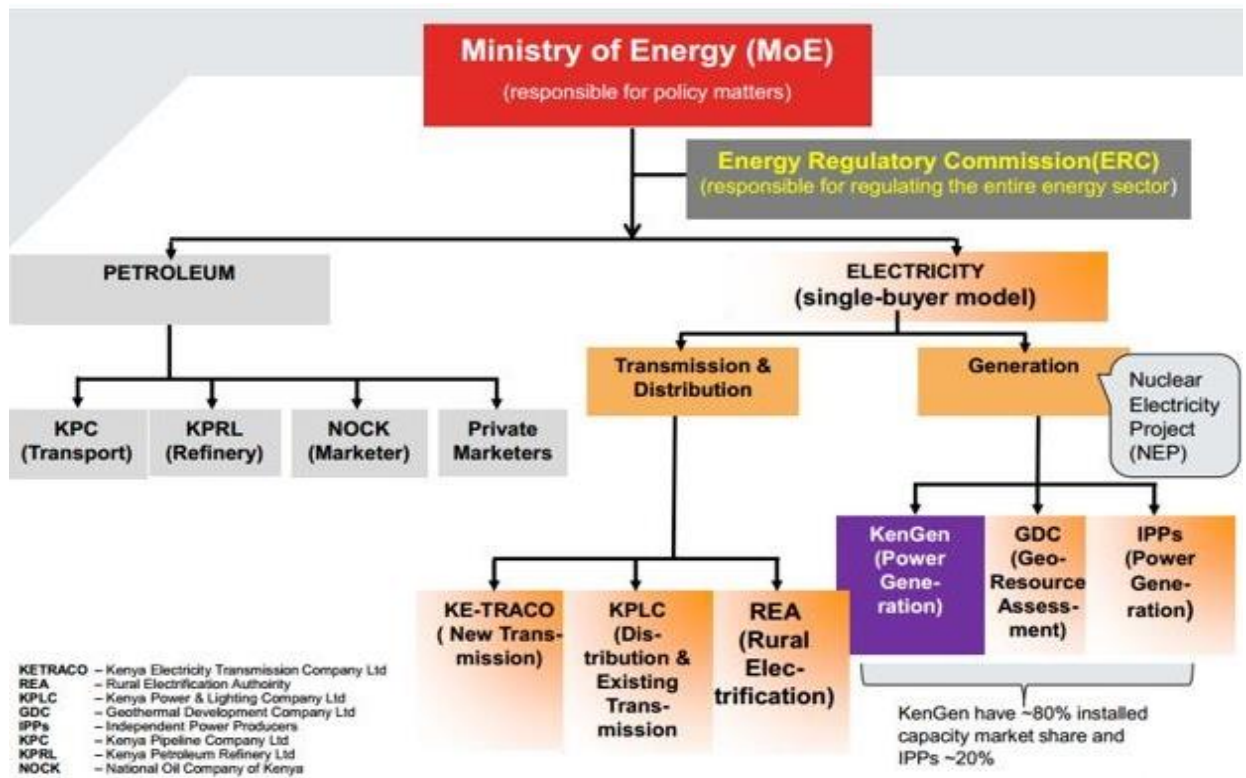 Ministry of Energy (MoE)
(responsible for policy matters)
Energy Regulatory Commission(ERC)
(responsible for regulating the entire energy sector)
PETROLEUM
ELECTRICITY
(single-buyer model)
Transmission &
Distribution
Generation
Nuclear
Electricity
Project
(NEP)
KPC
(Transport)
KPRL
(Refinery)
NOCK
(Marketer)
Private
Marketers
KE-TRACO
( New Trans-
mission)
KPLC
(Dis-
tribution &
Existing
Trans-
mission
REA
(Rural
Elec-
trification)
KenGen
(Power
Gene-
ration)
GDC
(Geo-
Resource
Assess-
ment)
IPPs
(Power
Gene-
ration)
KenGen have ~80% installed
capacity market share and
IPPs ~20%
KETRACO – Kenya Electricity Transmission Company Ltd
REA – Rural Electrification Authoirity
KPLC – Kenya Power & Lighting Company Ltd
GDC – Geothermal Development Company Ltd
IPPs – Independent Power Producers
KPC – Kenya Pipeline Company Ltd
KPRL – Kenya Petroleum Refinery Ltd
NOCK – National Oil Company of Kenya